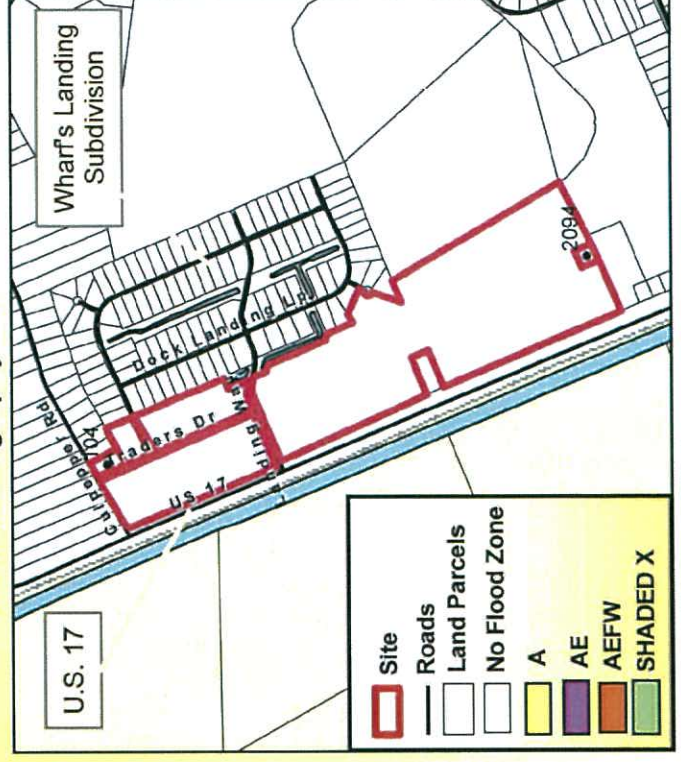 Wharf's Landing
Subdivision
Culpepper Rd
704
Traders Dr
Dock Landing Lp
Landing Way
US 17
2094
U.S. 17
Site
Roads
Land Parcels
No Flood Zone
A
AE
AEFW
SHADED X